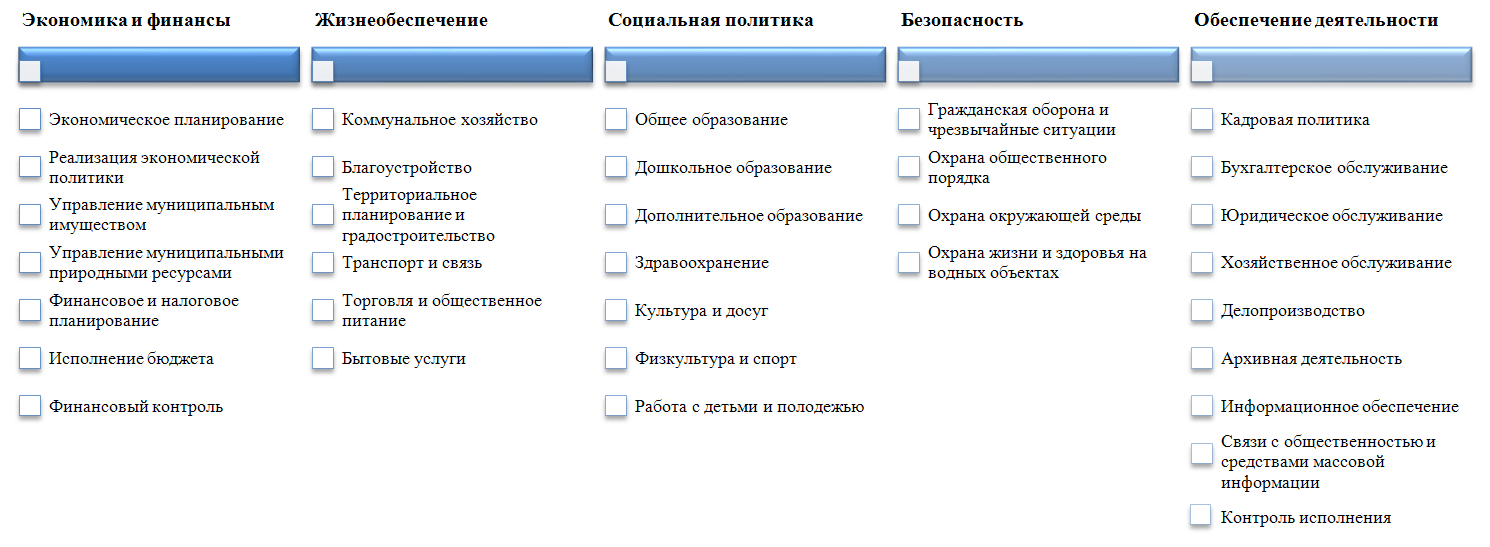 Экономика и финансы
Экономическое планирование
Реализация экономической
политики
Управление муниципальным
имуществом
Управление муниципальными
природными ресурсами
Финансовое и налоговое
планирование
Исполнение бюджета
Финансовый контроль
Жизнеобеспечение
Коммунальное хозяйство
Благоустройство
Территориальное
планирование и
градостроительство
Транспорт и связь
Торговля и общественное
питание
Бытовые услуги
Социальная политика
Общее образование
Дошкольное образование
Дополнительное образование
Здравоохранение
Культура и досуг
Физкультура и спорт
Работа с детьми и полодежью
Безопасность
Гражданская оборона и
чрезвычайные ситуации
Охрана общественного
порядка
Охрана окружающей среды
Охрана жизни и здоровья на
водных объектах
Обеспечение деятельности
Кадровая политика
Бухгалтерское обслуживание
Юридическое обслуживание
Хозяйственное обслуживание
Делопроизводство
Архивная деятельность
Информационное обеспечение
Связи с общественностью и
средствами массовой
информации
Контроль исполнения